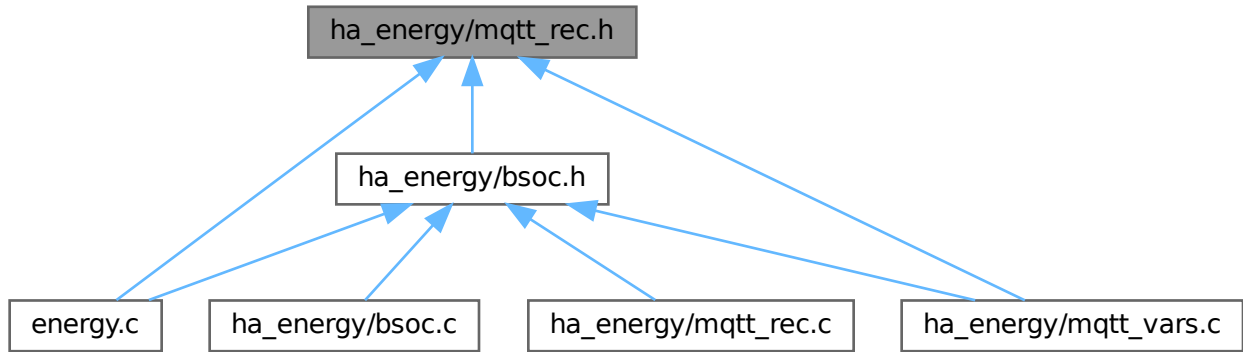 ha_energy/mqtt_rec.h
ha_energy/bsoc.h
energy.c
ha_energy/bsoc.c
ha_energy/mqtt_rec.c
ha_energy/mqtt_vars.c